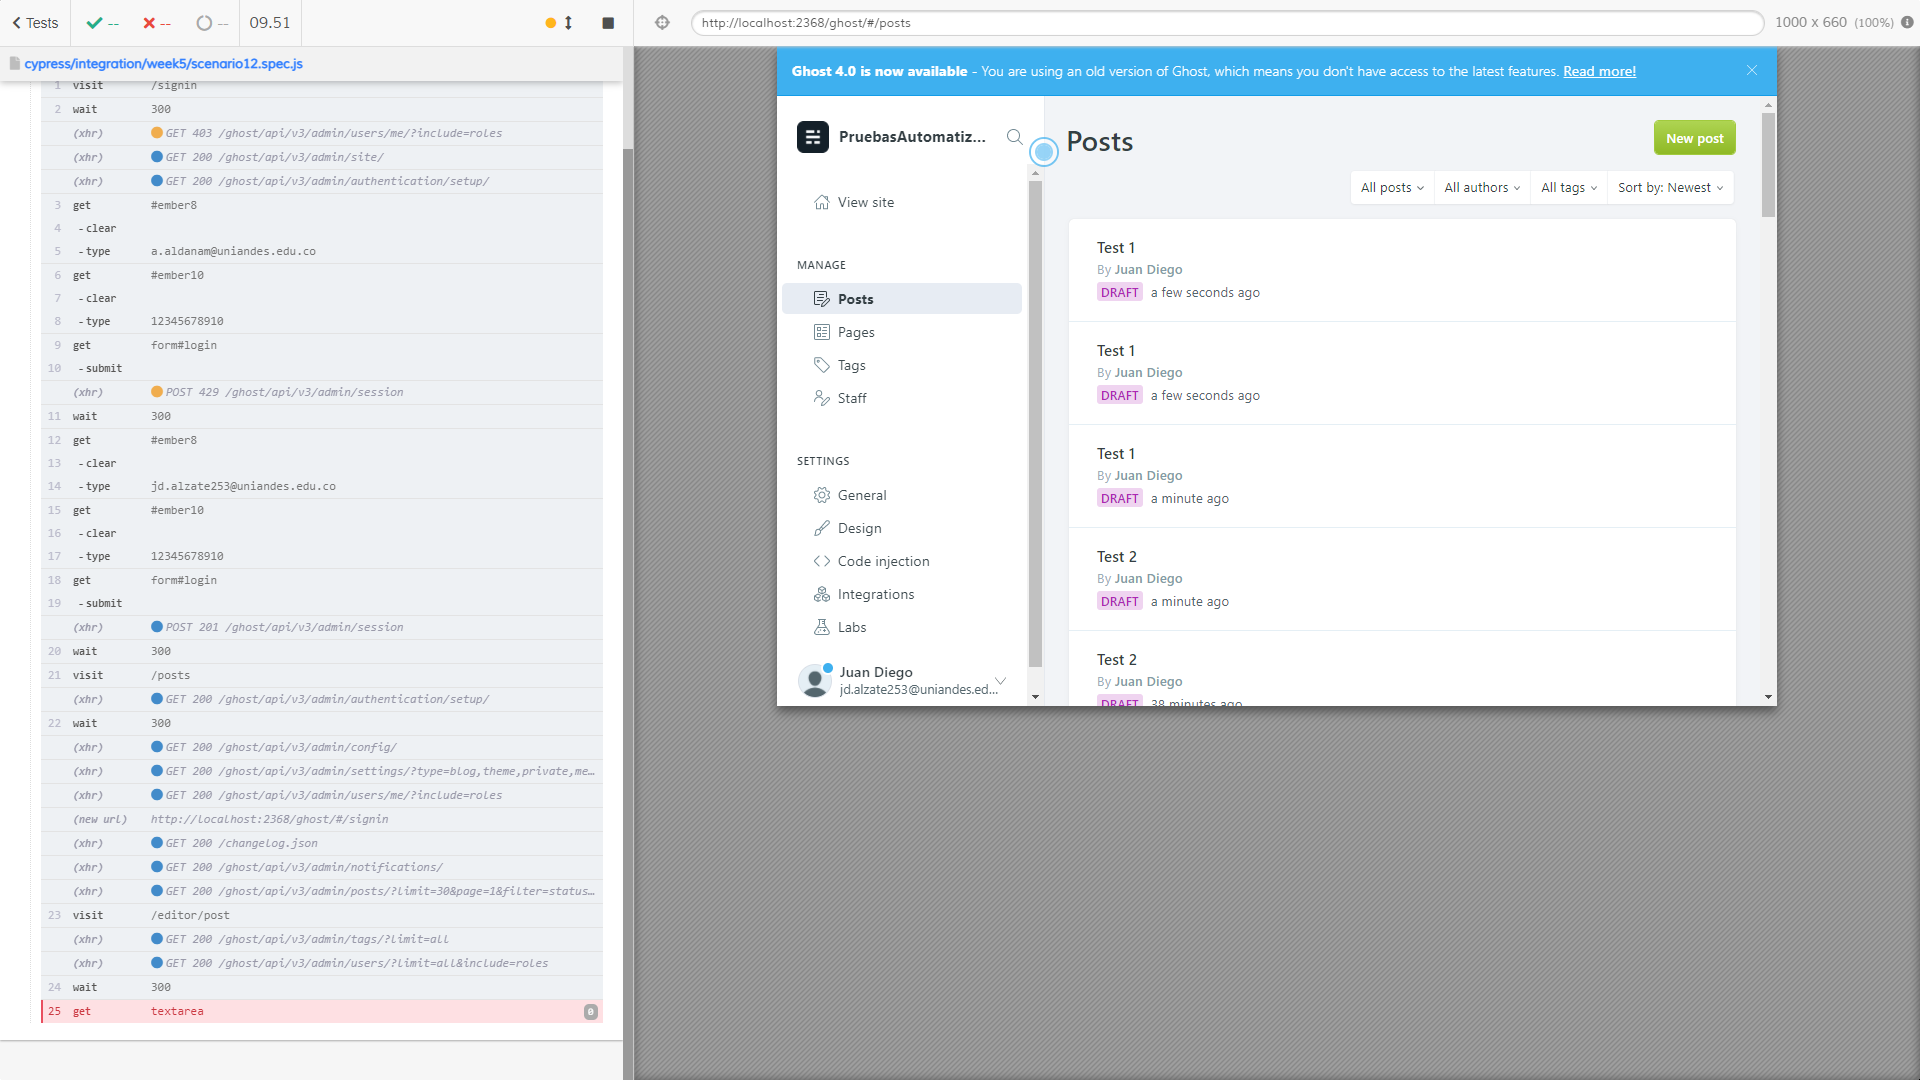 Tests
--
--
--
09.51
cypress/integration/week5/scenario12.spec.js
1 visit /signin
2 wait 300
(xhr) GET 403 /ghost/api/v3/admin/users/me/?include=roles
(xhr) GET 200 /ghost/api/v3/admin/site/
(xhr) GET 200 /ghost/api/v3/admin/authentication/setup/
3 get #ember8
4 -clear
5 -type a.aldanam@uniandes.edu.co
6 get #ember10
7 -clear
8 -type 12345678910
9 get form#login
10 -submit
(xhr) POST 429 /ghost/api/v3/admin/session
11 wait 300
12 get #ember8
13 -clear
14 -type jd.alzate253@uniandes.edu.co
15 get #ember10
16 -clear
17 -type 12345678910
18 get form#login
19 -submit
(xhr) POST 201 /ghost/api/v3/admin/session
20 wait 300
21 visit /posts
(xhr) GET 200 /ghost/api/v3/admin/authentication/setup/
22 wait 300
(xhr) GET 200 /ghost/api/v3/admin/config/
(xhr) GET 200 /ghost/api/v3/admin/settings/?type=blog,theme,private,me...
(xhr) GET 200 /ghost/api/v3/admin/users/me/?include=roles
(new url) http://localhost:2368/ghost/#/signin
(xhr) GET 200 /changelog.json
(xhr) GET 200 /ghost/api/v3/admin/notifications/
(xhr) GET 200 /ghost/api/v3/admin/posts/?limit=30&page=1&filter=status...
23 visit /editor/post
(xhr) GET 200 /ghost/api/v3/admin/tags/?limit=all
(xhr) GET 200 /ghost/api/v3/admin/users/?limit=all&include=roles
24 wait 300
25 get textarea 0
http://localhost:2368/ghost/#/posts
1000 x 660 (100%)
Ghost 4.0 is now available - You are using an old version of Ghost, which means you don't have access to the latest features. Read more!
PruebasAutomatiz...
View site
MANAGE
Posts
Pages
Tags
Staff
SETTINGS
General
Design
Code injection
Integrations
Labs
Juan Diego
jd.alzate253@uniandes.ed...
Posts
New post
All posts
All authors
All tags
Sort by: Newest
Test 1
By Juan Diego
DRAFT a few seconds ago
Test 1
By Juan Diego
DRAFT a few seconds ago
Test 1
By Juan Diego
DRAFT a minute ago
Test 2
By Juan Diego
DRAFT a minute ago
Test 2
By Juan Diego
DRAFT 38 minutes ago